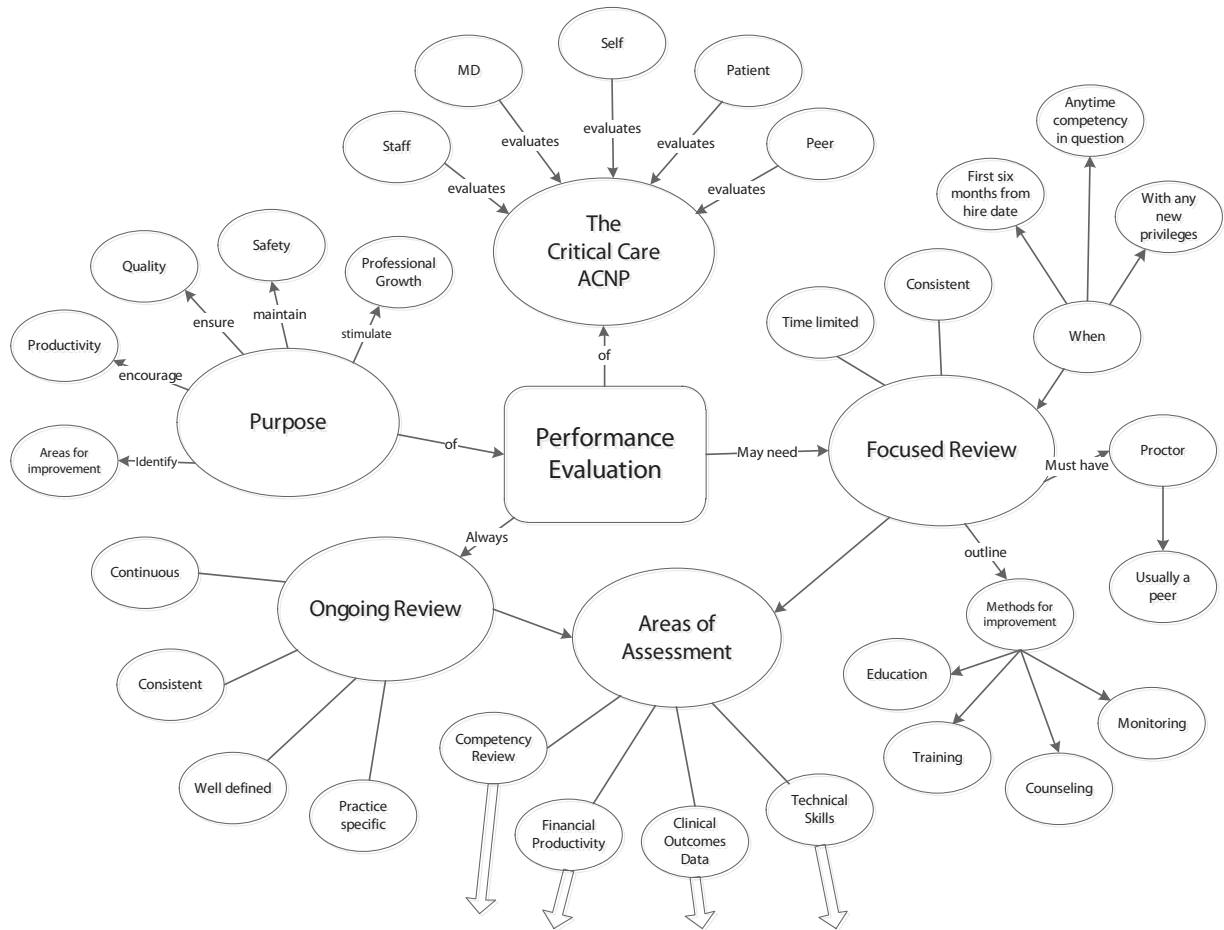 Self
MD
Patient
Staff
Peer
evaluates
evaluates
evaluates
evaluates
evaluates
The
Critical Care
ACNP
Anytime
competency
in question
First six
months from
hire date
With any
new
privileges
When
Consistent
Time limited
Safety
Quality
Professional
Growth
Productivity
Areas for
improvement
maintain
ensure
stimulate
encourage
Identify
Purpose
of
of
Performance
Evaluation
May need
Focused Review
Must have
Proctor
Usually a
peer
outline
Methods for
improvement
Education
Training
Counseling
Monitoring
Always
Ongoing Review
Continuous
Consistent
Well defined
Practice
specific
Areas of
Assessment
Competency
Review
Financial
Productivity
Clinical
Outcomes
Data
Technical
Skills